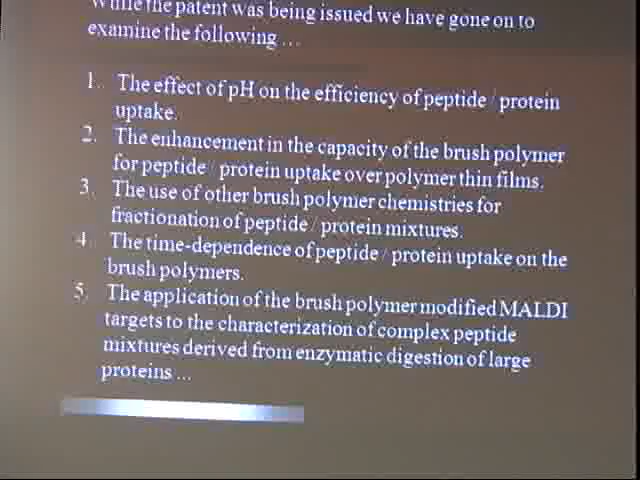 While the patent was being issued we have gone on to
examine the following ...
1. The effect of pH on the efficiency of peptide / protein
uptake.
2. The enhancement in the capacity of the brush polymer
for peptide / protein uptake over polymer thin films.
3. The use of other brush polymer chemistries for
fractionation of peptide / protein mixtures.
4. The time-dependence of peptide / protein uptake on the
brush polymers.
5. The application of the brush polymer modified MALDI
targets to the characterization of complex peptide
mixtures derived from enzymatic digestion of large
proteins ...